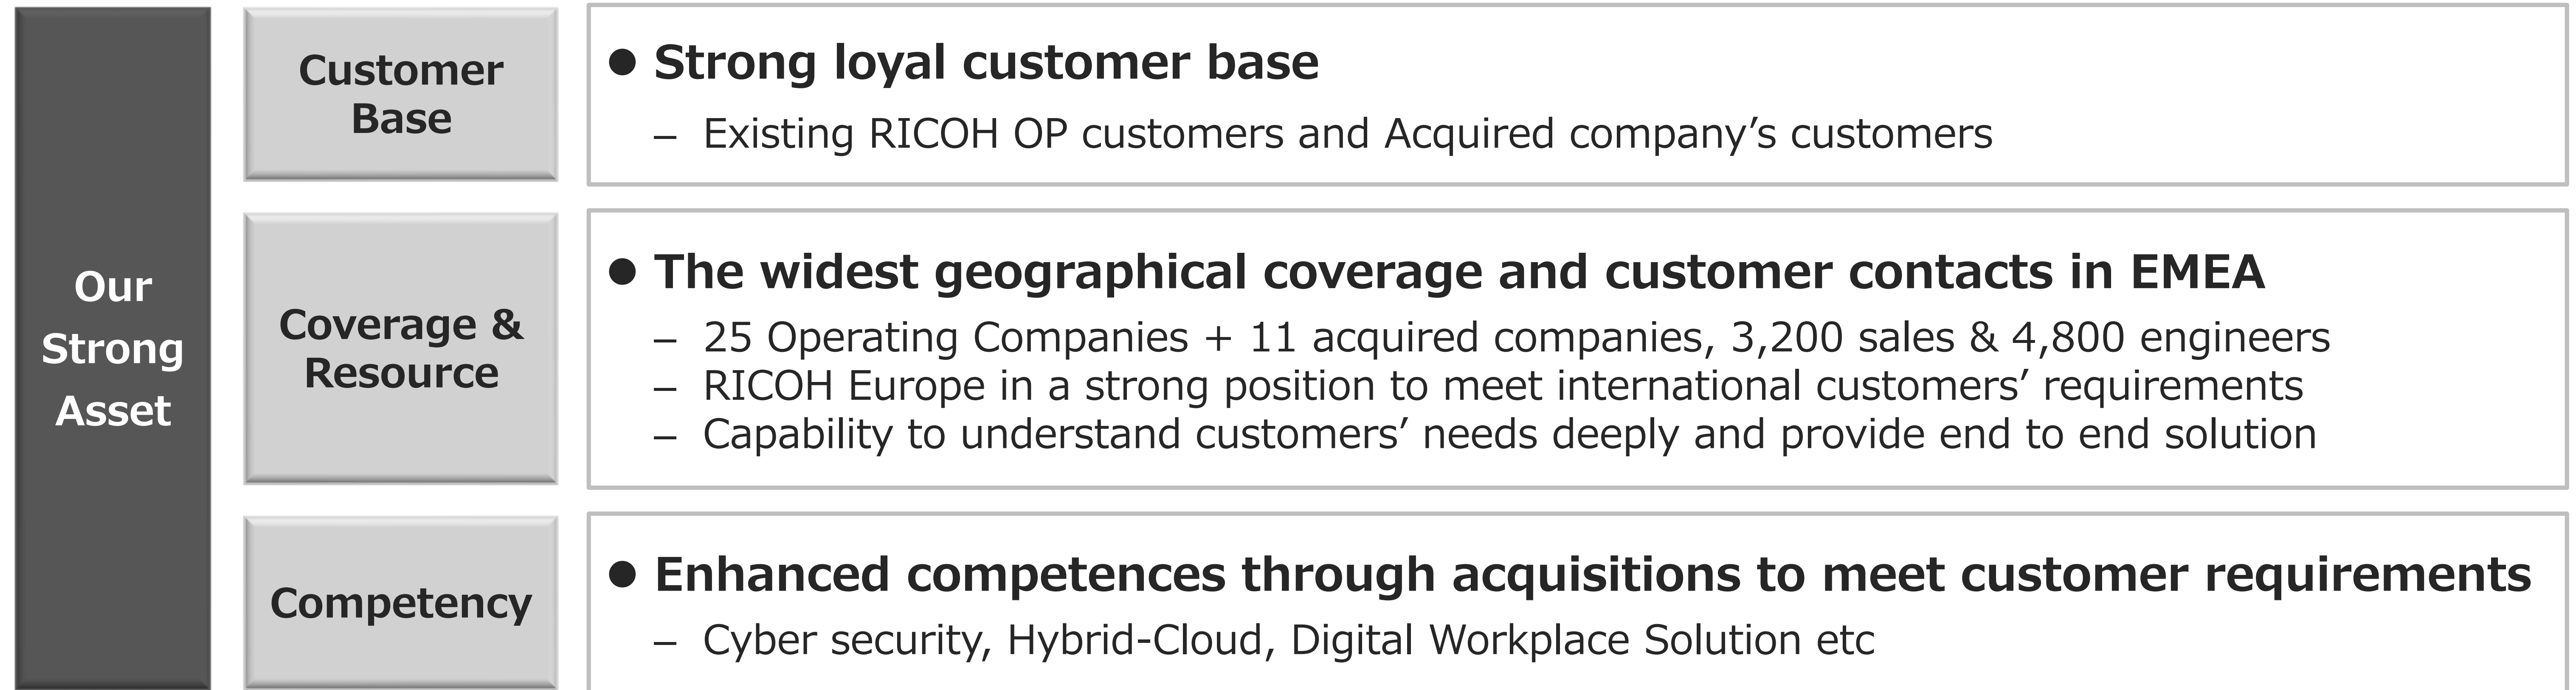 Our
Strong
Asset
Customer
Base
● Strong loyal customer base
– Existing RICOH OP customers and Acquired company’s customers
Coverage &
Resource
● The widest geographical coverage and customer contacts in EMEA
– 25 Operating Companies + 11 acquired companies, 3,200 sales & 4,800 engineers
– RICOH Europe in a strong position to meet international customers’ requirements
– Capability to understand customers’ needs deeply and provide end to end solution
Competency
● Enhanced competences through acquisitions to meet customer requirements
– Cyber security, Hybrid-Cloud, Digital Workplace Solution etc